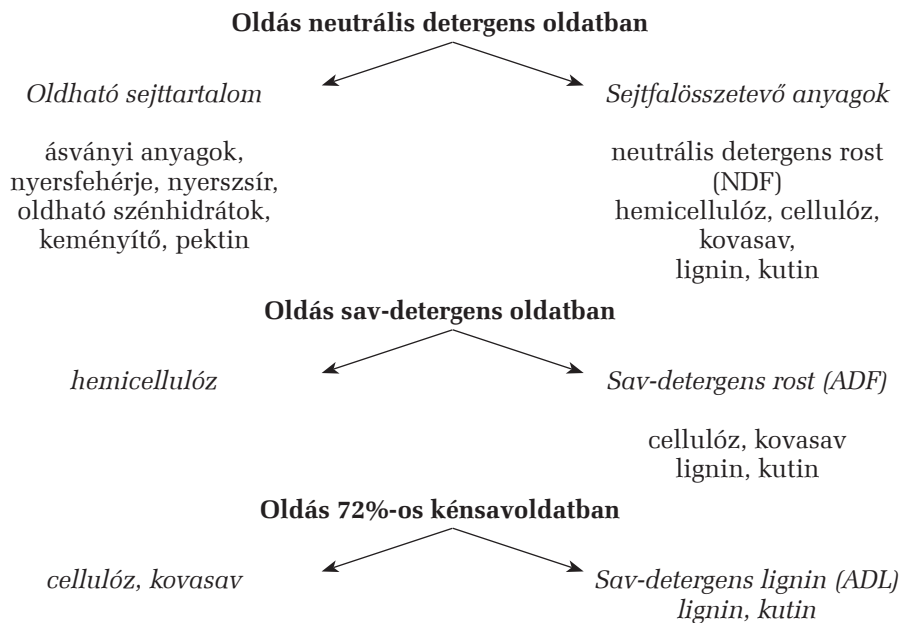 Oldás neutrális detergens oldatban
Oldható sejttartalom
ásványi anyagok,
nyersfehérje, nyerszsír,
oldható szénhidrátok,
keményítő, pektin
Sejtfalösszetevő anyagok
neutrális detergens rost
(NDF)
hemicellulóz, cellulóz,
kovasav,
lignin, kutin
Oldás sav-detergens oldatban
hemicellulóz
Sav-detergens rost (ADF)
cellulóz, kovasav
lignin, kutin
Oldás 72%-os kénsavoldatban
cellulóz, kovasav
Sav-detergens lignin (ADL)
lignin, kutin